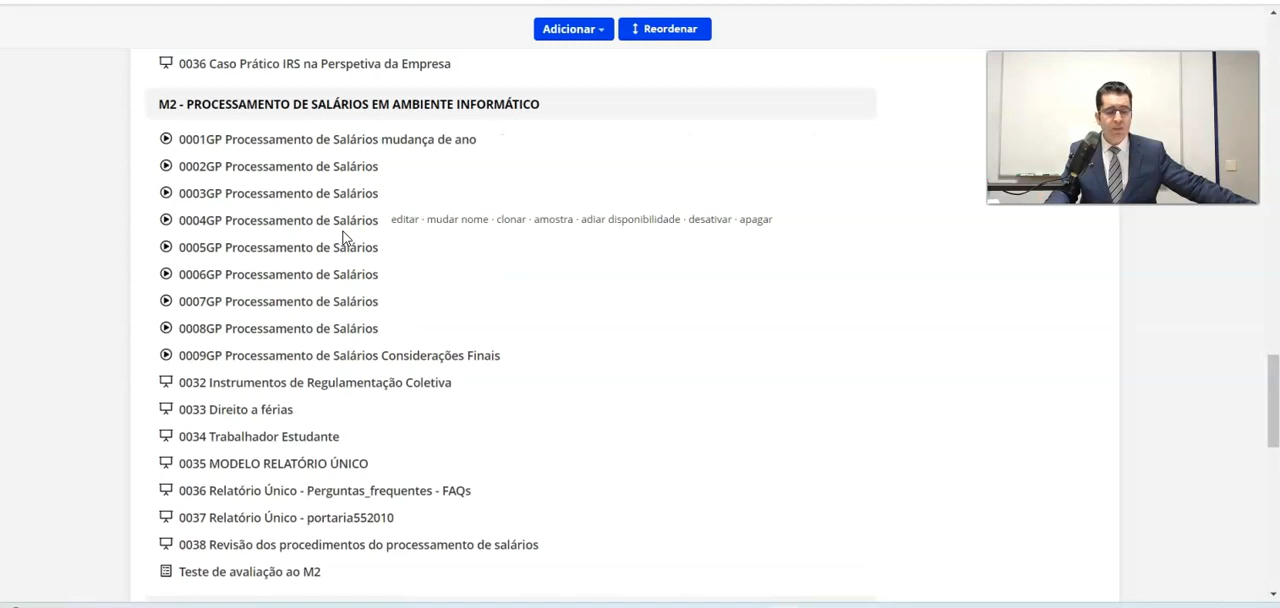 Adicionar
Reordenar
0036 Caso Prático IRS na Perspetiva da Empresa
M2 - PROCESSAMENTO DE SALÁRIOS EM AMBIENTE INFORMÁTICO
0001GP Processamento de Salários mudança de ano
0002GP Processamento de Salários
0003GP Processamento de Salários
0004GP Processamento de Salários editar · mudar nome · clonar · amostra · adiar disponibilidade · desativar · apagar
0005GP Processamento de Salários
0006GP Processamento de Salários
0007GP Processamento de Salários
0008GP Processamento de Salários
0009GP Processamento de Salários Considerações Finais
0032 Instrumentos de Regulamentação Coletiva
0033 Direito a férias
0034 Trabalhador Estudante
0035 MODELO RELATÓRIO ÚNICO
0036 Relatório Único - Perguntas_frequentes - FAQs
0037 Relatório Único - portaria552010
0038 Revisão dos procedimentos do processamento de salários
Teste de avaliação ao M2